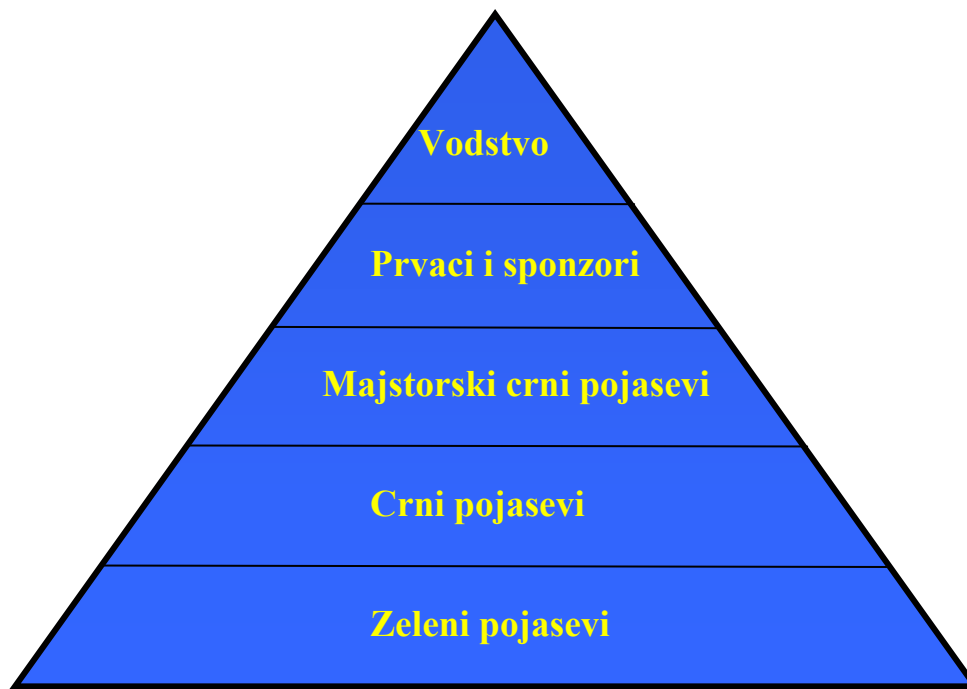 Vodstvo
Prvaci i sponzori
Majstorski crni pojasevi
Crni pojasevi
Zeleni pojasevi